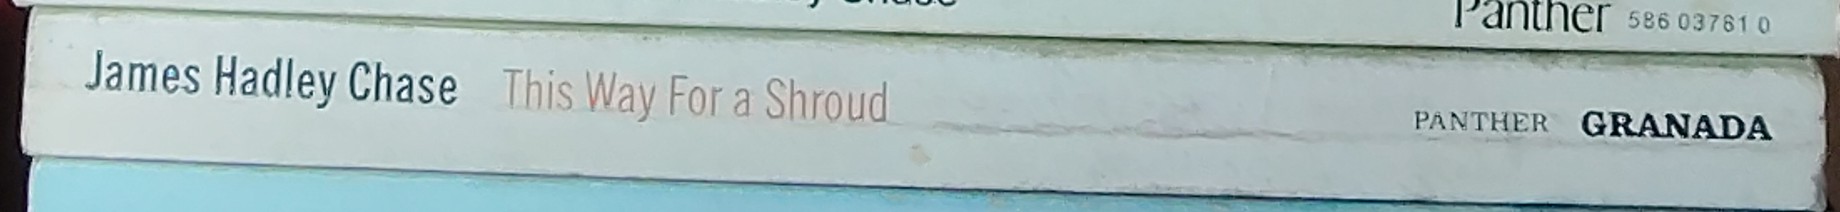 Panther 586 03761 0
James Hadley Chase This Way For a Shroud PANTHER GRANADA